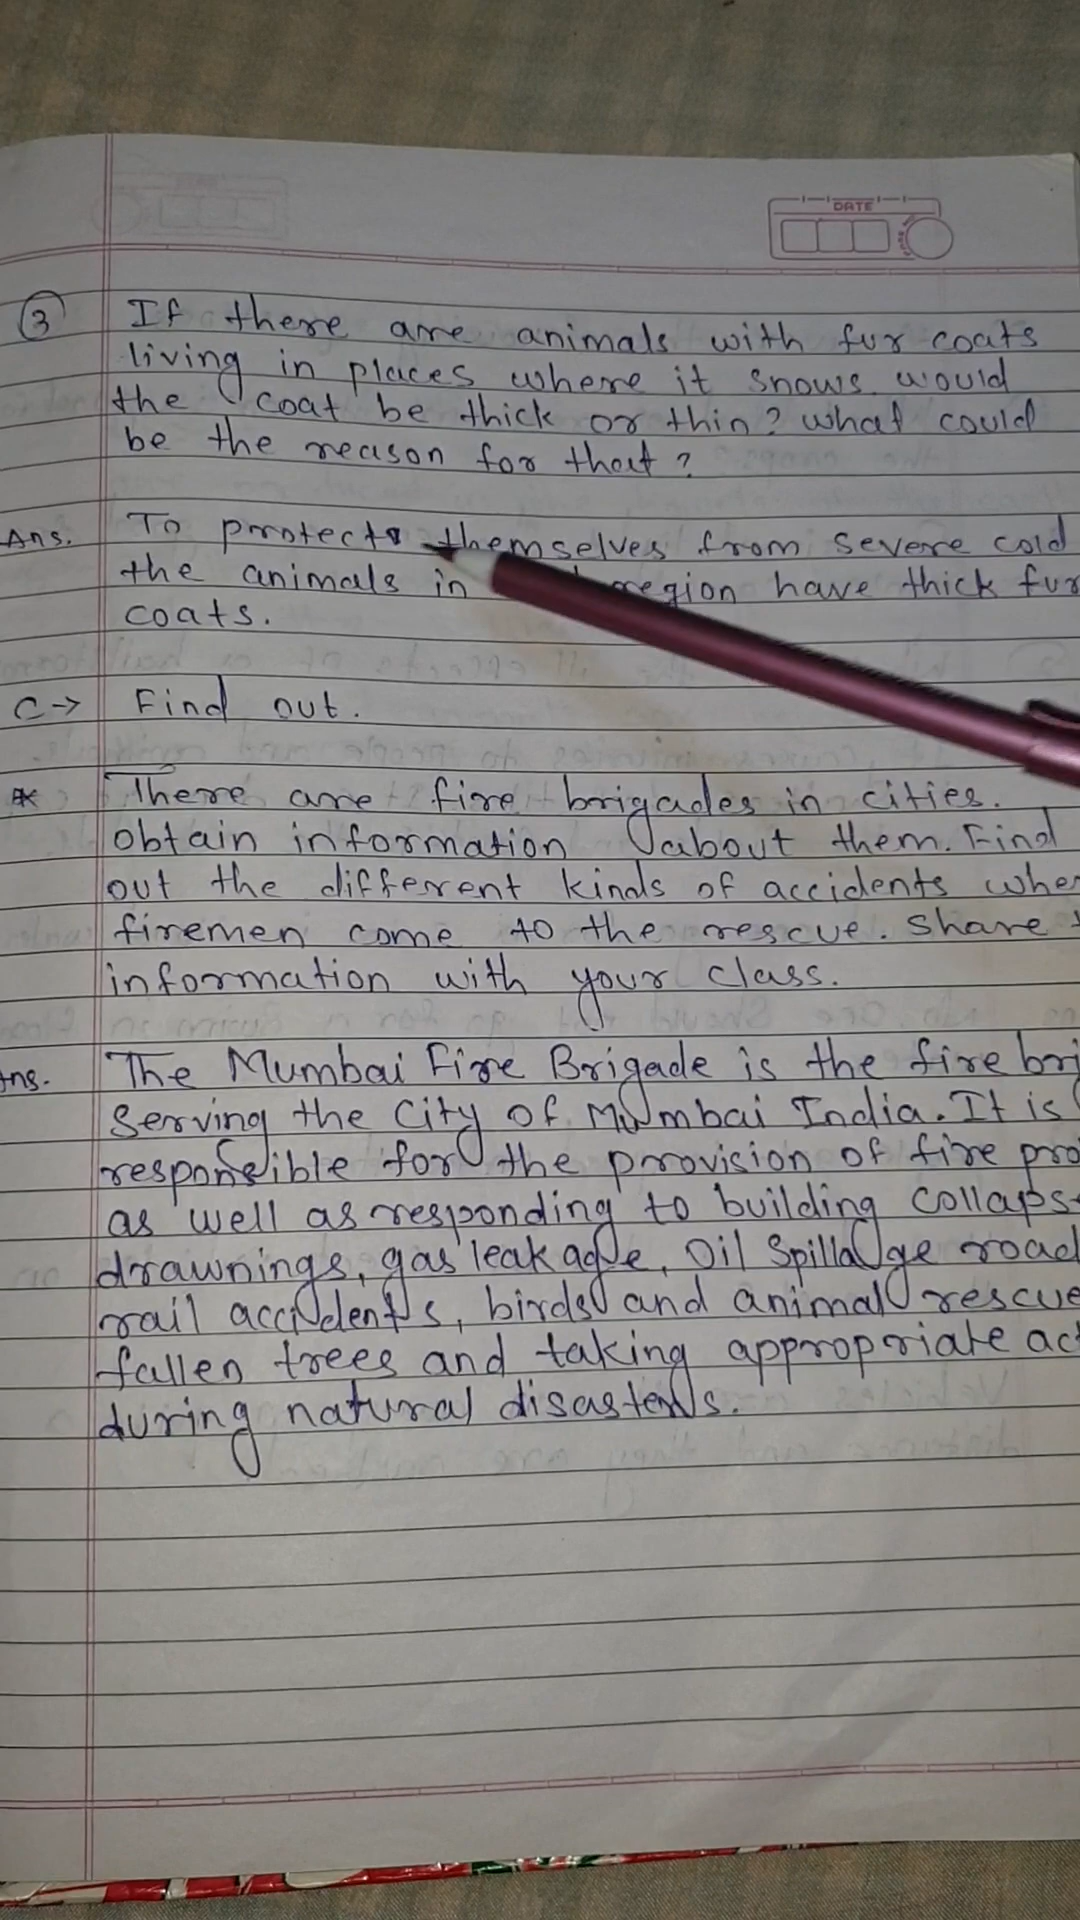 DATE
3 If there are animals with fur coats
living in places where it snows would
the coat be thick or thin? what could
be the reason for that?
Ans. To protect themselves from severe cold
the animals in region have thick fur
coats.
C→ Find out.
* There are fire brigades in cities.
obtain information about them. Find
out the different kinds of accidents
firemen come to the rescue. Share
information with your class.
The Mumbai Fire Brigade is the fire
Serving the City of Mumbai India. It is
responsible for the provision of fire
as well as responding to building
drawnings, gas leakage, Oil Spillage road
rail accidents, birds and animal rescue
fallen trees and taking appropriate
during natural disasters.